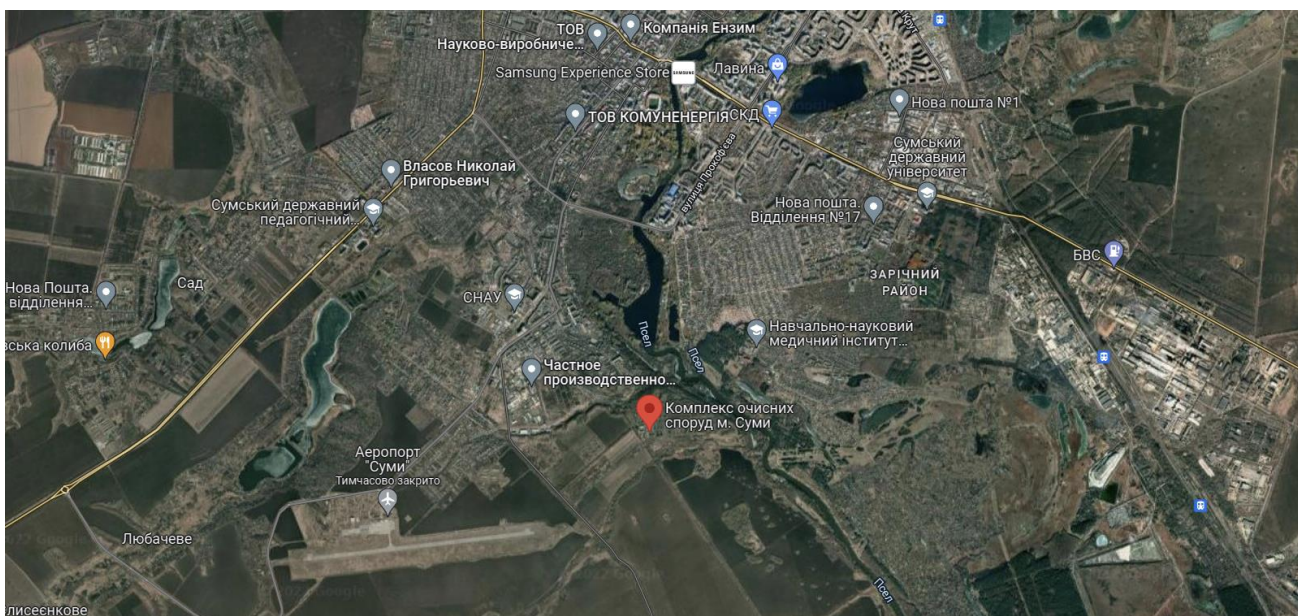 ТОВ
Науково-виробниче...
Компанія Ензим
Samsung Experience Store
SAMSUNG
Лавина
ТОВ КОМУНЕНЕРГІЯ
СКД
Нова пошта №1
вулиця Прокоф'єва
Сумський
державний
університет
Власов Николай
Григорьевич
Сумський державний
педагогічний...
Нова пошта.
Відділення №17
БВС
ЗАРІЧНИЙ
РАЙОН
Сад
Нова Пошта.
відділення...
СНАУ
вська колиба
Псел
Псел
Навчально-науковий
медичний інститут...
Частное
производственно...
Комплекс очисних
споруд м. Суми
Аеропорт
"Суми"
Тимчасово закрито
Любачеве
Псел
лисеєнкове